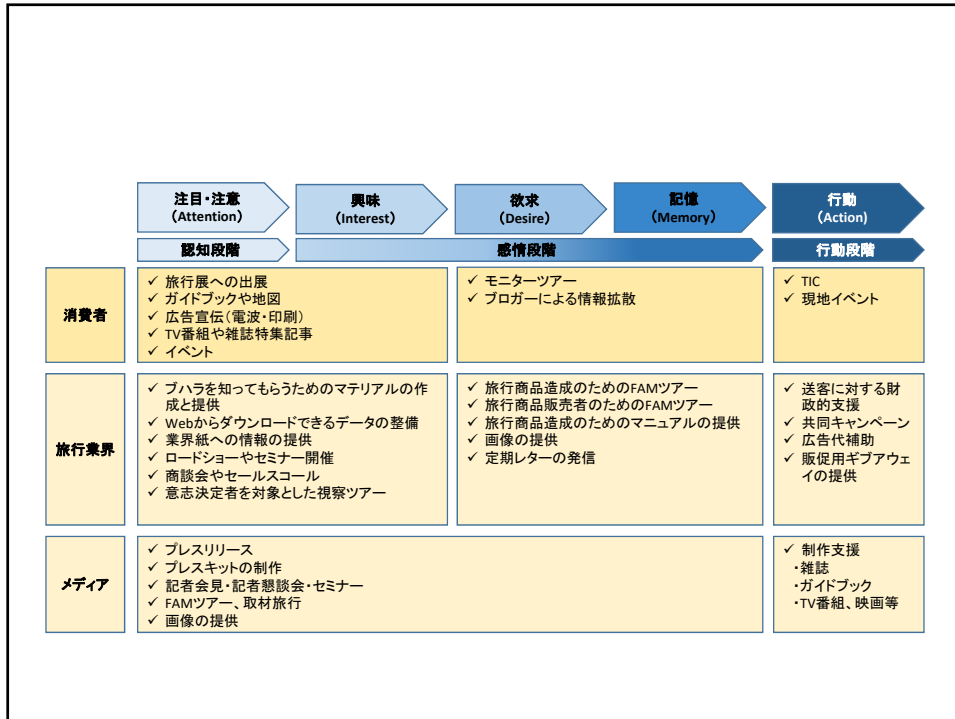 注目・注意
(Attention)
興味
(Interest)
欲求
(Desire)
記憶
(Memory)
行動
(Action)
認知段階
感情段階
行動段階
消費者
✓ 旅行展への出展
✓ ガイドブックや地図
✓ 広告宣伝(電波・印刷)
✓ TV番組や雑誌特集記事
✓ イベント
✓ モニターツアー
✓ ブロガーによる情報拡散
✓ TIC
✓ 現地イベント
旅行業界
✓ ブハラを知ってもらうためのマテリアルの作
成と提供
✓ Webからダウンロードできるデータの整備
✓ 業界紙への情報の提供
✓ ロードショーやセミナー開催
✓ 商談会やセールスコール
✓ 意志決定者を対象とした視察ツアー
✓ 旅行商品造成のためのFAMツアー
✓ 旅行商品販売者のためのFAMツアー
✓ 旅行商品造成のためのマニュアルの提供
✓ 画像の提供
✓ 定期レターの発信
✓ 送客に対する財
政的支援
✓ 共同キャンペーン
✓ 広告代補助
✓ 販促用ギブアウェ
イの提供
メディア
✓ プレスリリース
✓ プレスキットの制作
✓ 記者会見・記者懇談会・セミナー
✓ FAMツアー、取材旅行
✓ 画像の提供
✓ 制作支援
・雑誌
・ガイドブック
・TV番組、映画等